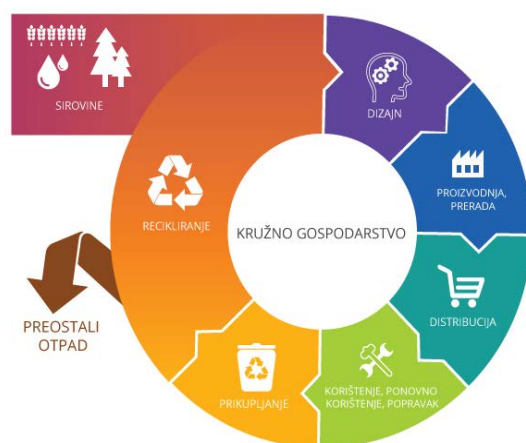 SIROVINE
DIZAJN
PROIZVODNJA,
PRERADA
DISTRIBUCIJA
KORIŠTENJE, PONOVNO
KORIŠTENJE, POPRAVAK
PRIKUPLJANJE
RECIKLIRANJE
PREOSTALI
OTPAD
KRUŽNO GOSPODARSTVO